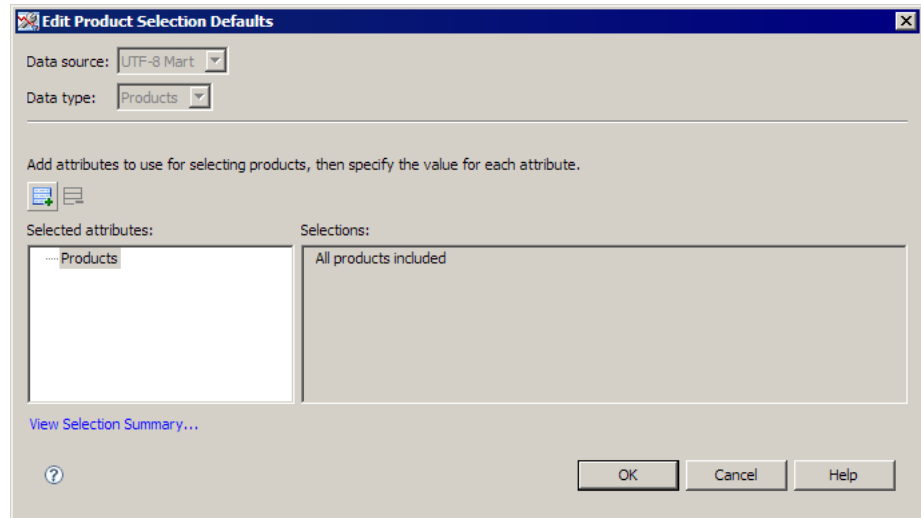 Edit Product Selection Defaults
Data source: UTF-8 Mart
Data type: Products
Add attributes to use for selecting products, then specify the value for each attribute.
Selected attributes: Selections:
Products All products included
View Selection Summary...
? OK Cancel Help